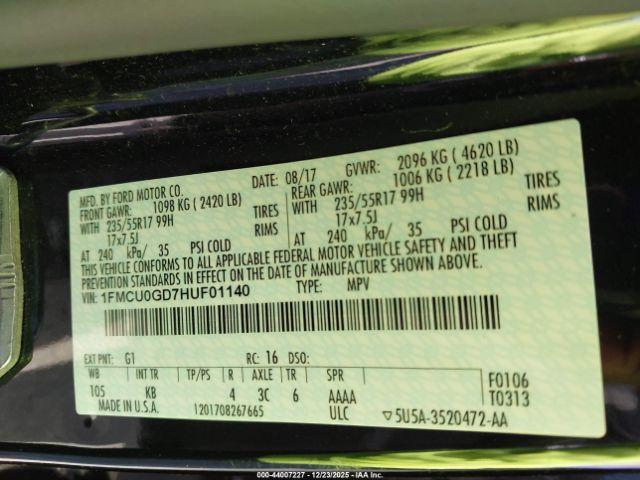 MFD. BY FORD MOTOR CO.
DATE: 08/17 GVWR: 2096 KG ( 4620 LB)
FRONT GAWR: 1098 KG ( 2420 LB) REAR GAWR: 1006 KG ( 2218 LB)
WITH 235/55R17 99H TIRES WITH 235/55R17 99H TIRES
17x7.5J RIMS 17x7.5J RIMS
AT 240 kPa/ 35 PSI COLD AT 240 kPa/ 35 PSI COLD
THIS VEHICLE CONFORMS TO ALL APPLICABLE FEDERAL MOTOR VEHICLE SAFETY AND THEFT
PREVENTION STANDARDS IN EFFECT ON THE DATE OF MANUFACTURE SHOWN ABOVE.
VIN: 1FMCU0GD7HUF01140 TYPE: MPV
EXT PNT: G1 RC: 16 DSO:
WB INT TR TP/PS R AXLE TR SPR
105 KB 4 3C 6 AAAA
F0106
T0313
MADE IN U.S.A. 1201708267665 ULC ▽5U5A-3520472-AA
000-44007227 - 12/23/2025 - IAA Inc.